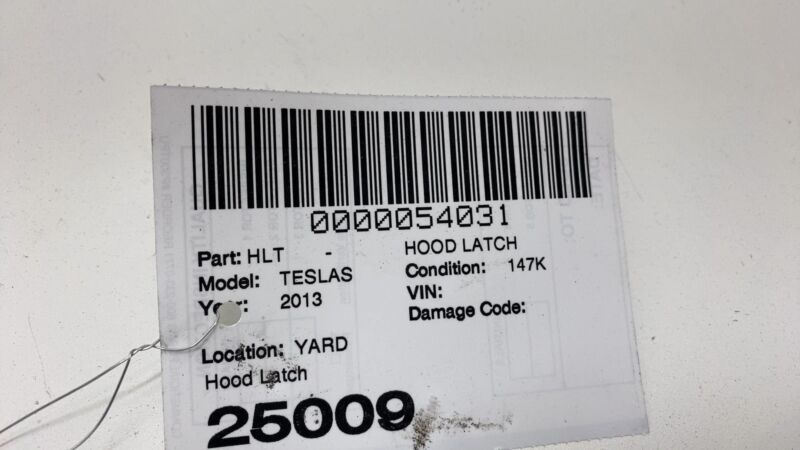 0000054031
Part: HLT - HOOD LATCH
Model: TESLAS Condition: 147K
Year: 2013 VIN:
Damage Code:
Location: YARD
Hood Latch
25009